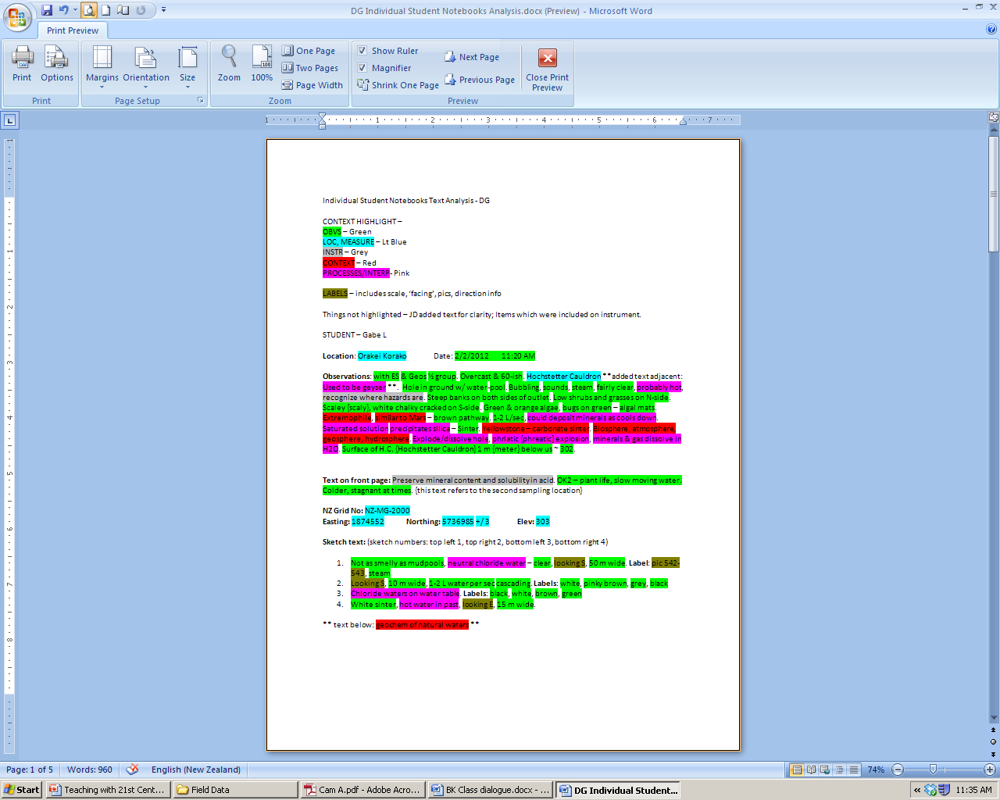 DG Individual Student Notebooks Analysis.docx (Preview) - Microsoft Word
Print Preview
Print
Options
Margins
Orientation
Size
Zoom
100%
One Page
Two Pages
Page Width
Show Ruler
Magnifier
Shrink One Page
Next Page
Previous Page
Close Print Preview
Print
Page Setup
Zoom
Preview
1 1 2 3 4 5 6 7
Individual Student Notebooks Text Analysis - DG
CONTEXT HIGHLIGHT –
OBVS – Green
LOC, MEASURE – Lt Blue
INSTR – Grey
CONTEXT – Red
PROCESSES/INTERP - Pink
LABELS – includes scale, 'facing', pics, direction info
Things not highlighted – JD added text for clarity; Items which were included on instrument.
STUDENT – Gabe L
Location: Orakei Korako Date: 2/2/2012 11:20 AM
Observations: with ES & Geos ½ group. Overcast & 60-ish. Hochstetter Cauldron **added text adjacent:
Used to be geyser **. Hole in ground w/ water-pool. Bubbling, sounds, steam, fairly clear, probably hot,
recognize where hazards are. Steep banks on both sides of outlet. Low shrubs and grasses on N-side.
Scaley {scaly}, white chalky cracked on S-side. Green & orange algae, bugs on green – algal mats.
Extremophile, similar to Mars – brown pathway. 1-2 L/sec, could deposit minerals as cools down.
Saturated solution precipitates silica – Sinter. Yellowstone – carbonate sinter. Biosphere, atmosphere,
geosphere, hydrosphere. Explode/dissolve hole, phriatic {phreatic} explosion, minerals & gas dissolve in
H2O. Surface of H.C. {Hochstetter Cauldron} 1 m {meter} below us ~ 302.
Text on front page: Preserve mineral content and solubility in acid. OK2 – plant life, slow moving water.
Colder, stagnant at times. {this text refers to the second sampling location}
NZ Grid No: NZ-MG-2000
Easting: 1874552 Northing: 5736985 +/3 Elev: 303
Sketch text: (sketch numbers: top left 1, top right 2, bottom left 3, bottom right 4)
1. Not as smelly as mudpools, neutral chloride water – clear, looking S, 50 m wide. Label: pic 542-
543, steam
2. Looking S, 10 m wide, 1-2 L water per sec cascading. Labels: white, pinky brown, grey, black
3. Chloride waters on water table. Labels: black, white, brown, green
4. White sinter, hot water in past, looking E, 15 m wide.
** text below: geochem of natural waters **
Page: 1 of 5
Words: 960
English (New Zealand)
74%
Start
Teaching with 21st Cent...
Field Data
Cam A.pdf - Adobe Acro...
BK Class dialogue.docx - ...
DG Individual Student...
11:35 AM